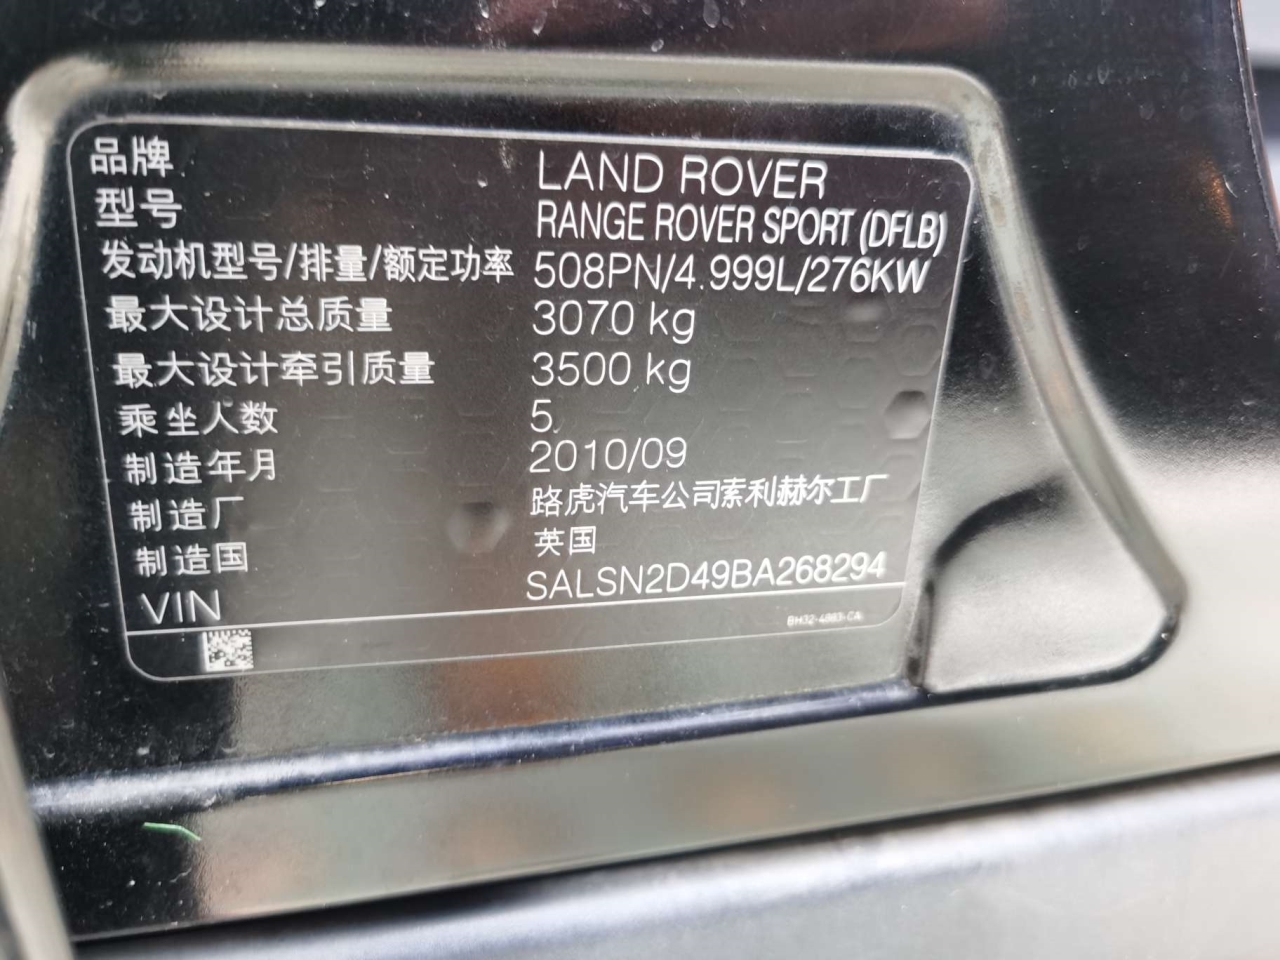 品牌 LAND ROVER
型号 RANGE ROVER SPORT (DFLB)
发动机型号/排量/额定功率 508PN/4.999L/276KW
最大设计总质量 3070 kg
最大设计牵引质量 3500 kg
乘坐人数 5
制造年月 2010/09
制造厂 路虎汽车公司索利赫尔工厂
制造国 英国
VIN SALSN2D49BA268294
BH32-4883-CA